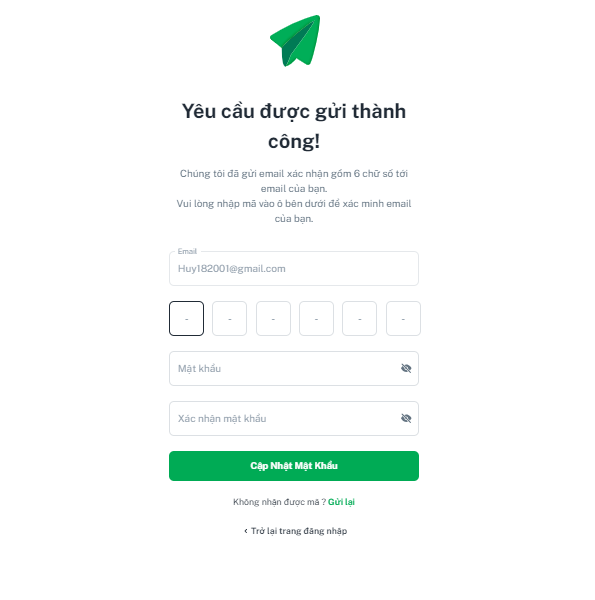 Yêu cầu được gửi thành
công!
Chúng tôi đã gửi email xác nhận gồm 6 chữ số tới
email của bạn.
Vui lòng nhập mã vào ô bên dưới để xác minh email
của bạn.
Email
Huy182001@gmail.com
- - - - - -
Mật khẩu
Xác nhận mật khẩu
Cập Nhật Mật Khẩu
Không nhận được mã ? Gửi lại
Trở lại trang đăng nhập